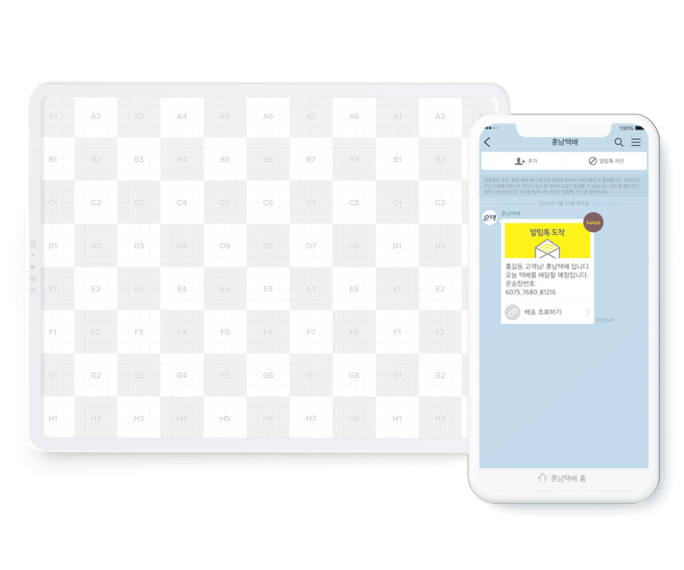 A1 A2 A3 A4 A5 A6 A7 A8 A1 A2
B1 B2 B3 B4 B5 B6 B7 B8 B1 B2
C1 C2 C3 C4 C5 C6 C7 C8 C1 C2
D1 D2 D3 D4 D5 D6 D7 D8 D1 D2
E1 E2 E3 E4 E5 E6 E7 E8 E1 E2
F1 F2 F3 F4 F5 F6 F7 F8 F1 F2
G1 G2 G3 G4 G5 G6 G7 G8 G1 G2
H1 H2 H3 H4 H5 H6 H7 H8 H1 H2
100%
훈남택배
추가
알림톡 차단
훈남택배
kakao
알림톡 도착
홍길동 고객님! 훈남택배 입니다.
오늘 택배를 배달할 예정입니다.
운송장번호:
6075_7680_81216
배송 조회하기
훈남택배 홈